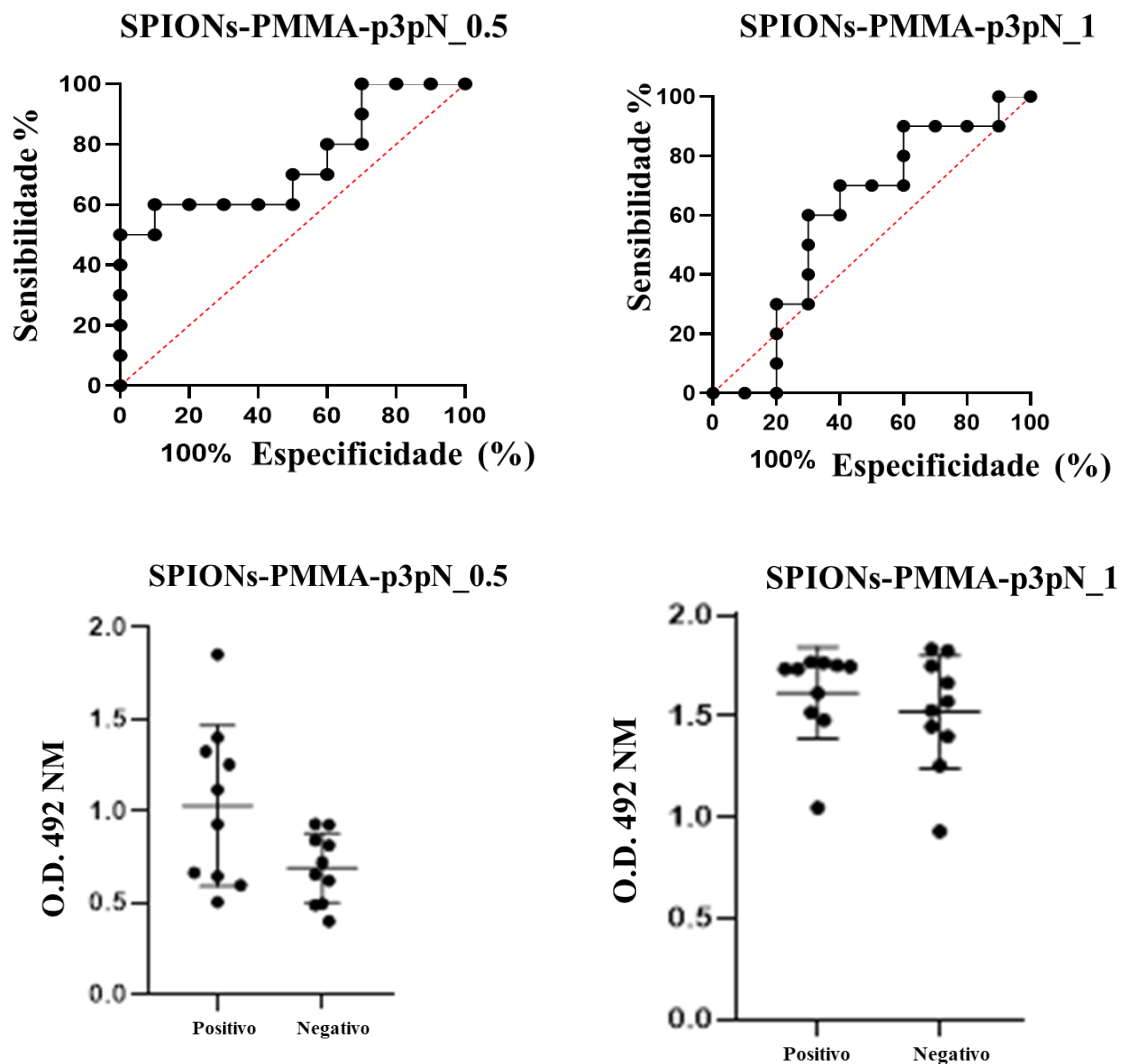 SPIONs-PMMA-p3pN_0.5
Sensibilidade %
100
80
60
40
20
0
0 20 40 60 80 100
100% Especificidade (%)
SPIONs-PMMA-p3pN_1
Sensibilidade %
100
80
60
40
20
0
0 20 40 60 80 100
100% Especificidade (%)
SPIONs-PMMA-p3pN_0.5
O.D. 492 NM
2.0
1.5
1.0
0.5
0.0
Positivo Negativo
SPIONs-PMMA-p3pN_1
O.D. 492 NM
2.0
1.5
1.0
0.5
0.0
Positivo Negativo